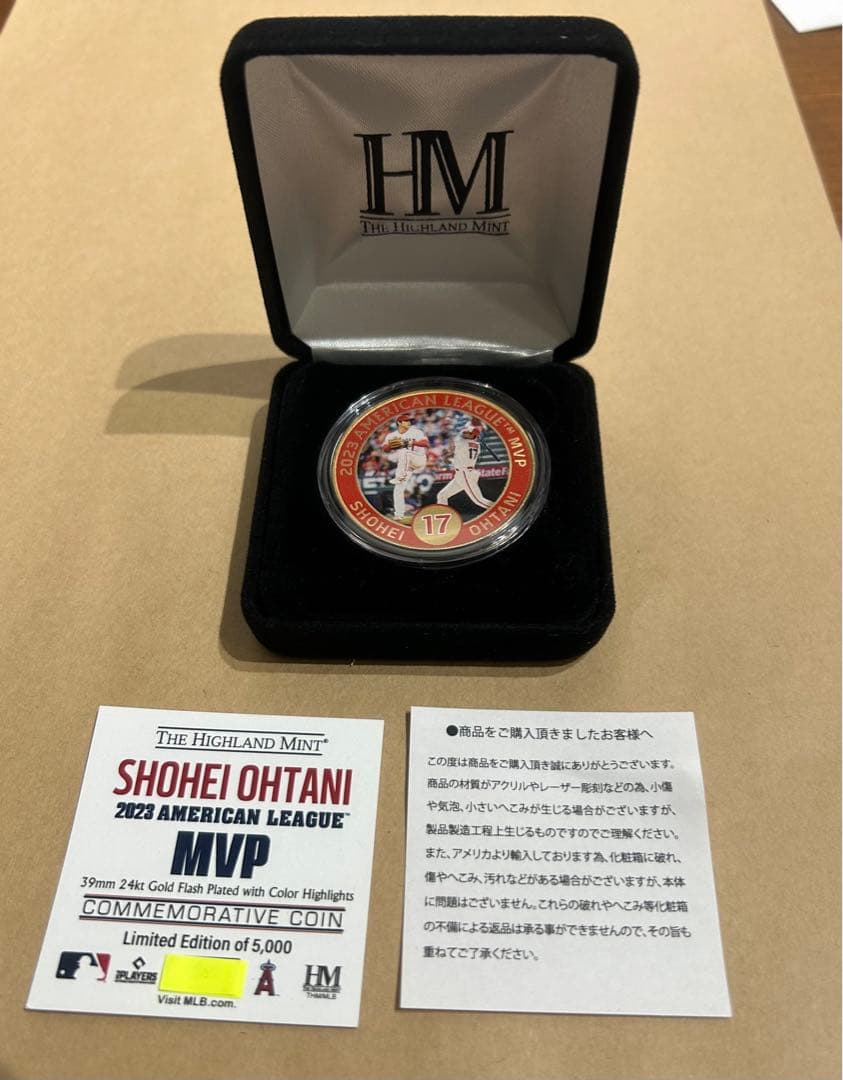 HM
THE HIGHLAND MINT
2023 AMERICAN LEAGUE™ MVP
17
StateF
SHOHEI 17 OHTANI
THE HIGHLAND MINT®
SHOHEI OHTANI
2023 AMERICAN LEAGUE™
MVP
39mm 24kt Gold Flash Plated with Color Highlights
COMMEMORATIVE COIN
Limited Edition of 5,000
PLAYERS
A
HM
THM/MLB
Visit MLB.com.
●商品をご購入頂きましたお客様へ
この度は商品をご購入頂き誠にありがとうございます。
商品の材質がアクリルやレーザー彫刻などの為、小傷
や気泡、小さいへこみが生じる場合がございますが、
製品製造工程上生じるものですのでご理解ください。
また、アメリカより輸入しております為、化粧箱に破れ、
傷やへこみ、汚れなどがある場合がございますが、本体
に問題はございません。これらの破れやへこみ等化粧箱
の不備による返品は承る事ができませんので、その旨も
重ねてご了承ください。